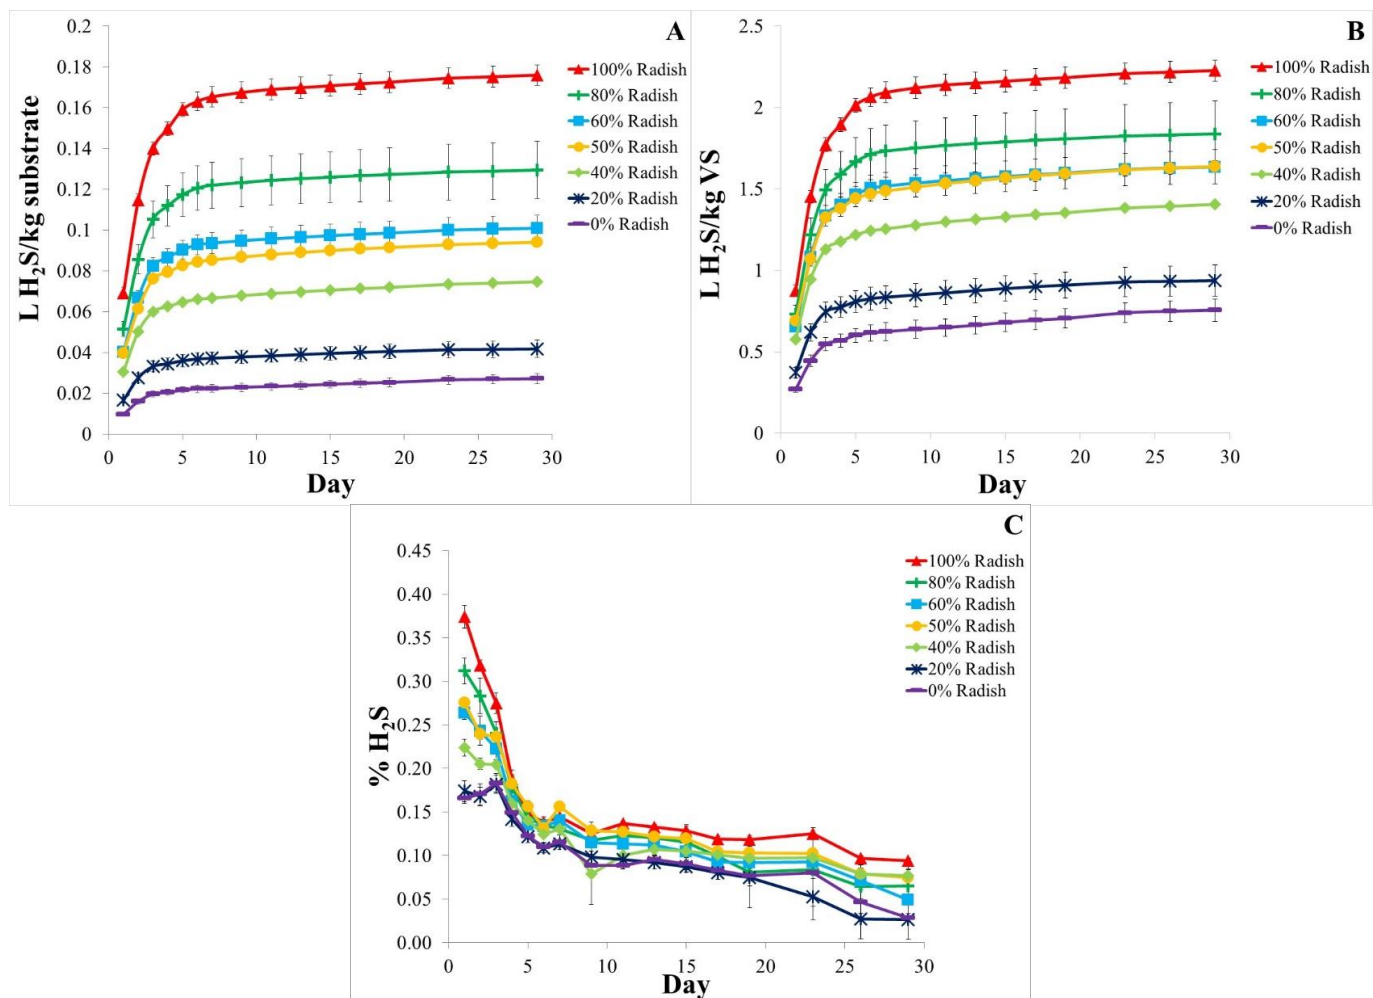 A
L H₂S/kg substrate
0.2
0.18
0.16
0.14
0.12
0.1
0.08
0.06
0.04
0.02
0
0 5 10 15 20 25 30
Day
100% Radish
80% Radish
60% Radish
50% Radish
40% Radish
20% Radish
0% Radish
B
L H₂S/kg VS
2.5
2
1.5
1
0.5
0
0 5 10 15 20 25 30
Day
100% Radish
80% Radish
60% Radish
50% Radish
40% Radish
20% Radish
0% Radish
C
% H₂S
0.45
0.40
0.35
0.30
0.25
0.20
0.15
0.10
0.05
0.00
0 5 10 15 20 25 30
Day
100% Radish
80% Radish
60% Radish
50% Radish
40% Radish
20% Radish
0% Radish